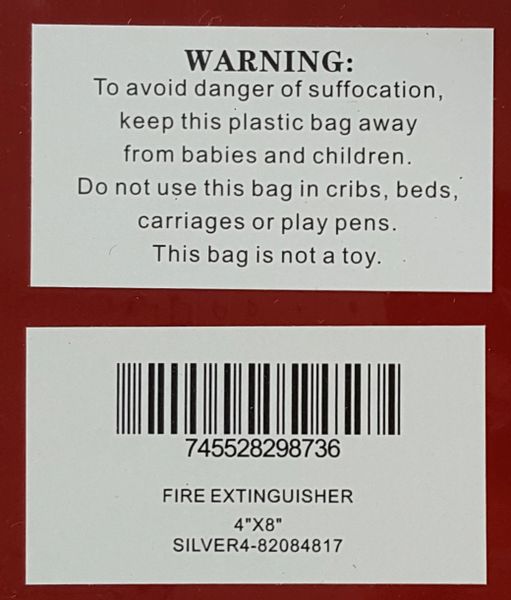 WARNING:
To avoid danger of suffocation,
keep this plastic bag away
from babies and children.
Do not use this bag in cribs, beds,
carriages or play pens.
This bag is not a toy.
745528298736
FIRE EXTINGUISHER
4"X8"
SILVER4-82084817